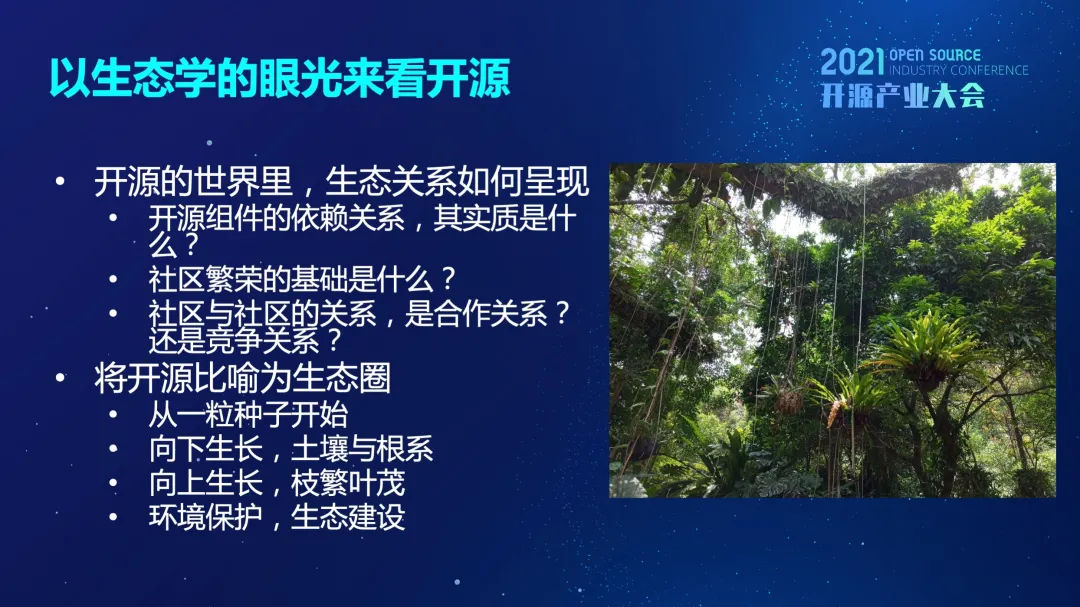 以生态学的眼光来看开源
2021 OPEN SOURCE
INDUSTRY CONFERENCE
开源产业大会
• 开源的世界里，生态关系如何呈现
• 开源组件的依赖关系，其实质是什
么？
• 社区繁荣的基础是什么？
• 社区与社区的关系，是合作关系？
还是竞争关系？
• 将开源比喻为生态圈
• 从一粒种子开始
• 向下生长，土壤与根系
• 向上生长，枝繁叶茂
• 环境保护，生态建设